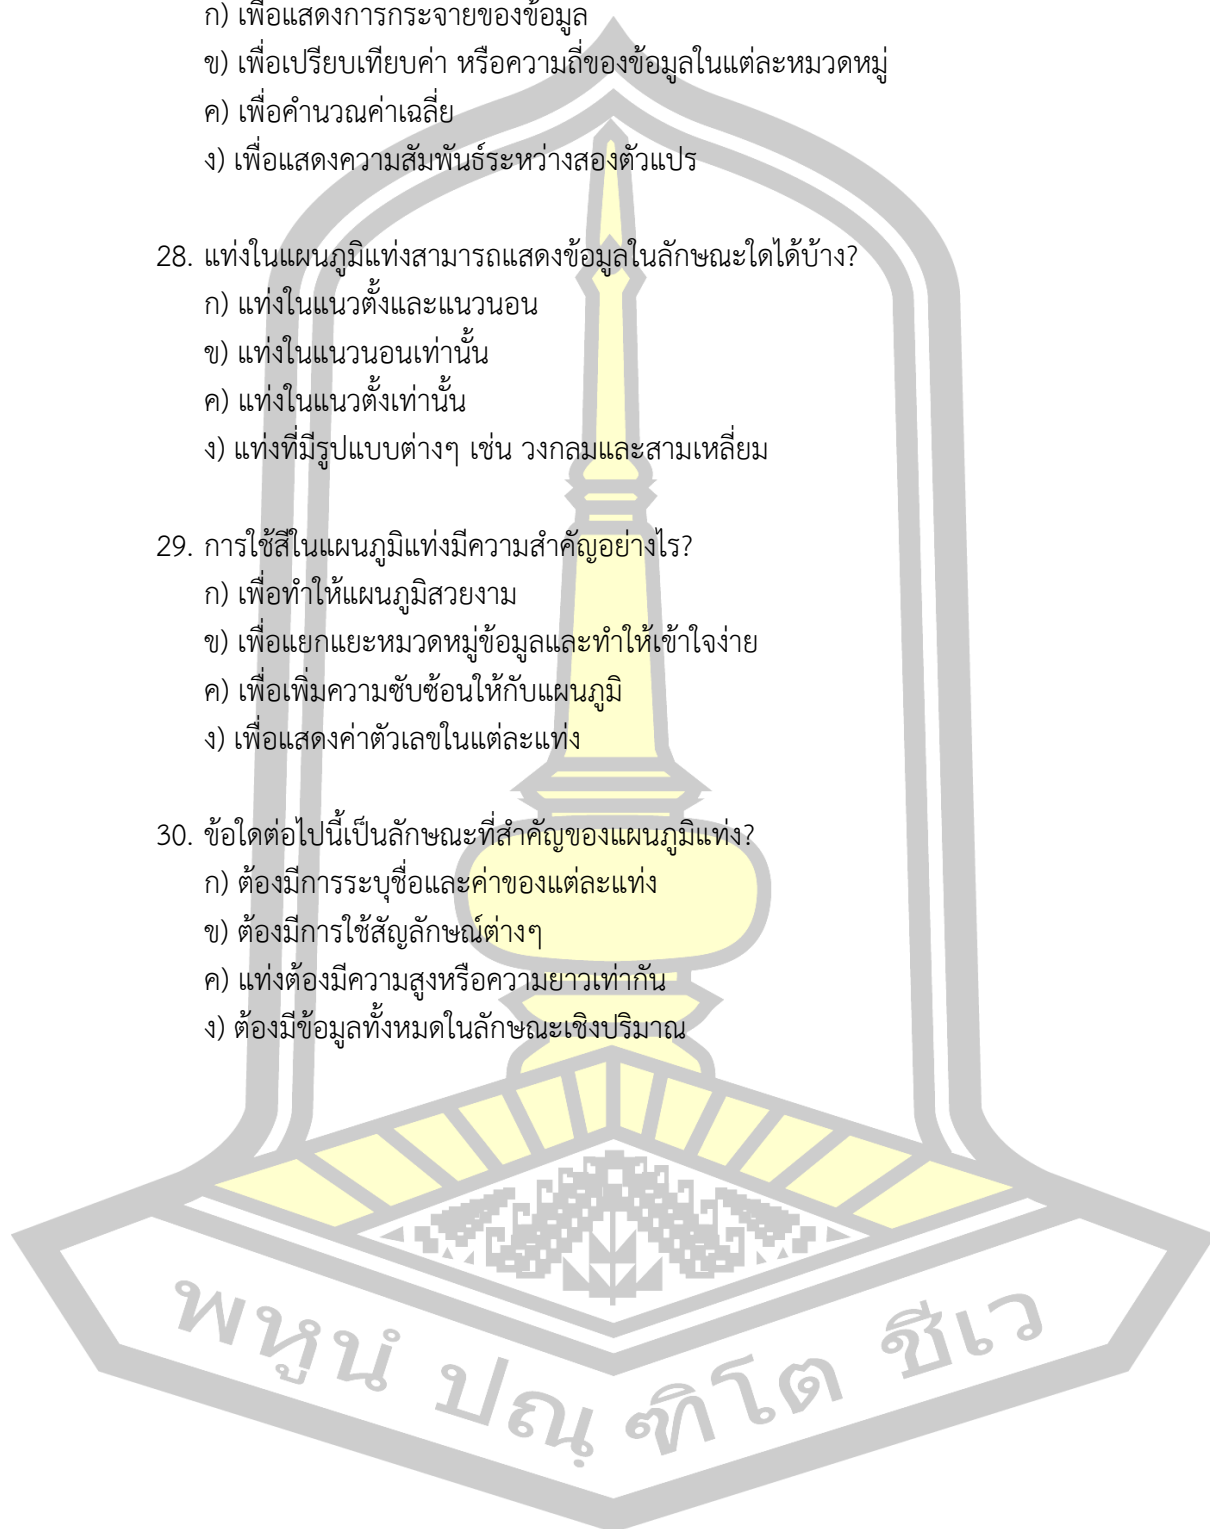 ก) เพื่อแสดงการกระจายของข้อมูล
ข) เพื่อเปรียบเทียบค่า หรือความถี่ของข้อมูลในแต่ละหมวดหมู่
ค) เพื่อคำนวณค่าเฉลี่ย
ง) เพื่อแสดงความสัมพันธ์ระหว่างสองตัวแปร
28. แท่งในแผนภูมิแท่งสามารถแสดงข้อมูลในลักษณะใดได้บ้าง?
ก) แท่งในแนวตั้งและแนวนอน
ข) แท่งในแนวนอนเท่านั้น
ค) แท่งในแนวตั้งเท่านั้น
ง) แท่งที่มีรูปแบบต่างๆ เช่น วงกลมและสามเหลี่ยม
29. การใช้สีในแผนภูมิแท่งมีความสำคัญอย่างไร?
ก) เพื่อทำให้แผนภูมิสวยงาม
ข) เพื่อแยกแยะหมวดหมู่ข้อมูลและทำให้เข้าใจง่าย
ค) เพื่อเพิ่มความซับซ้อนให้กับแผนภูมิ
ง) เพื่อแสดงค่าตัวเลขในแต่ละแท่ง
30. ข้อใดต่อไปนี้เป็นลักษณะที่สำคัญของแผนภูมิแท่ง?
ก) ต้องมีการระบุชื่อและค่าของแต่ละแท่ง
ข) ต้องมีการใช้สัญลักษณ์ต่างๆ
ค) แท่งต้องมีความสูงหรือความยาวเท่ากัน
ง) ต้องมีข้อมูลทั้งหมดในลักษณะเชิงปริมาณ
พหูนํ ปณฺ ฑิโต ชีเว